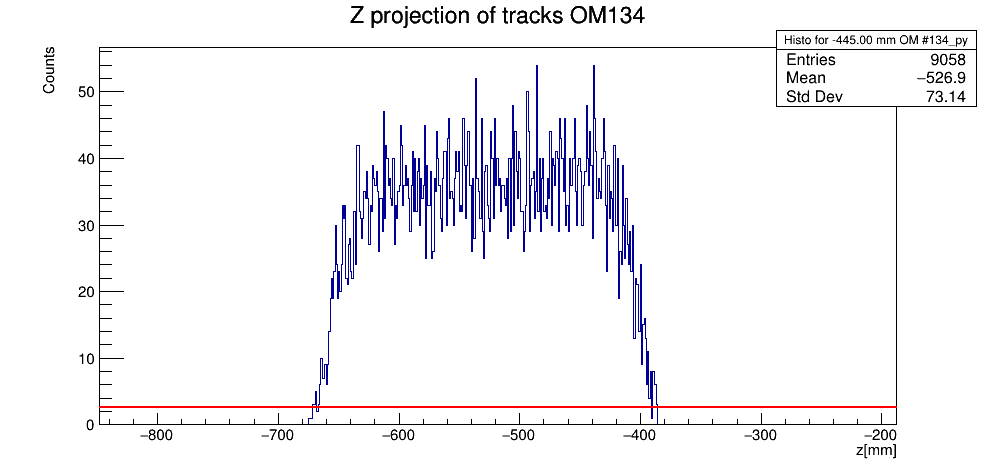 Z projection of tracks OM134
Histo for -445.00 mm OM #134_py
Entries 9058
Mean −526.9
Std Dev 73.14
Counts
50
40
30
20
10
0
−800 −700 −600 −500 −400 −300 −200
z[mm]